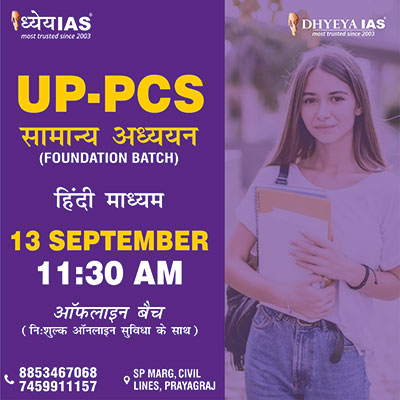 ध्येय IAS®
most trusted since 2003
DHYEYA IAS®
most trusted since 2003
UP-PCS
सामान्य अध्ययन
(FOUNDATION BATCH)
हिंदी माध्यम
13 SEPTEMBER
11:30 AM
ऑफलाइन बैच
( नि:शुल्क ऑनलाइन सुविधा के साथ )
8853467068
7459911157
SP MARG, CIVIL
LINES, PRAYAGRAJ